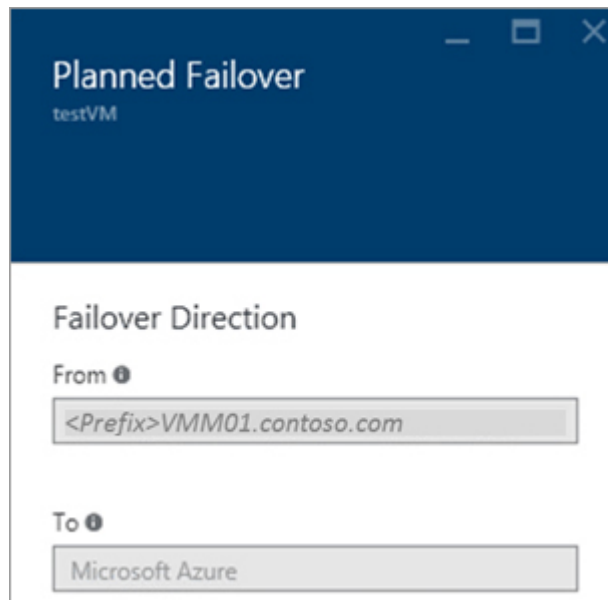 Planned Failover
testVM
Failover Direction
From
<Prefix>VMM01.contoso.com
To
Microsoft Azure